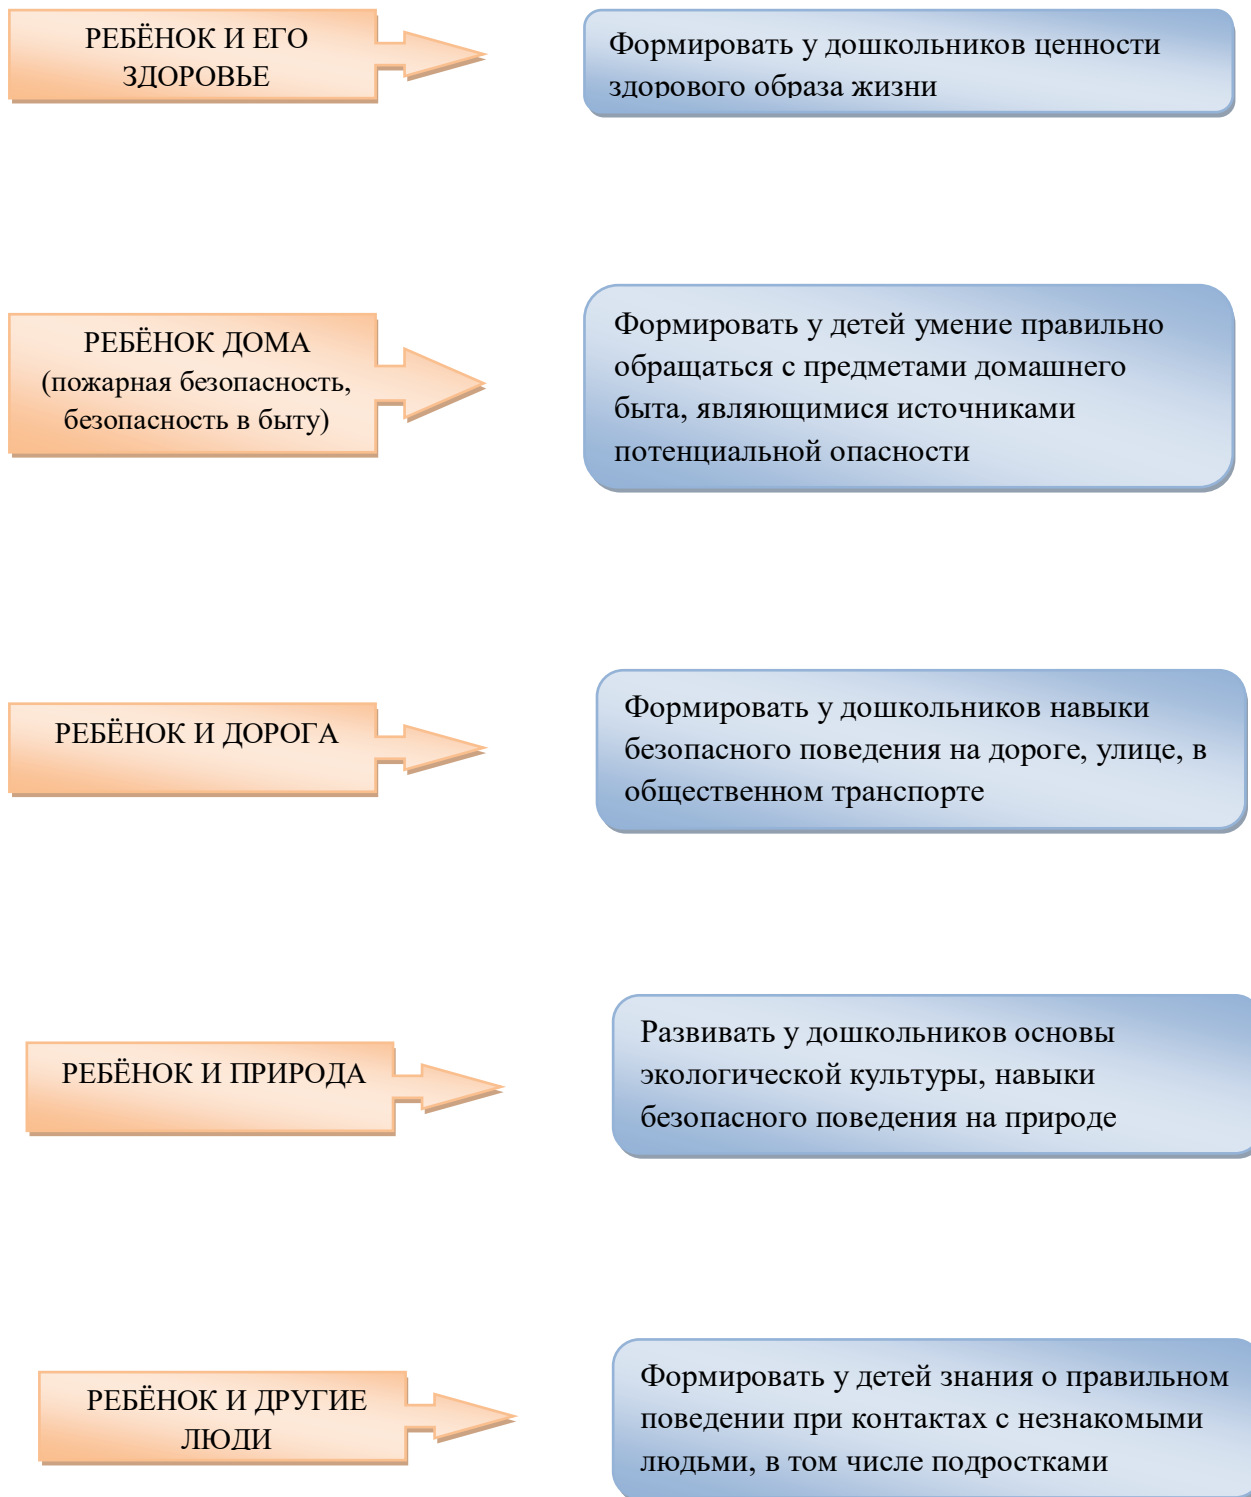 РЕБЁНОК И ЕГО
ЗДОРОВЬЕ
Формировать у дошкольников ценности
здорового образа жизни
РЕБЁНОК ДОМА
(пожарная безопасность,
безопасность в быту)
Формировать у детей умение правильно
обращаться с предметами домашнего
быта, являющимися источниками
потенциальной опасности
РЕБЁНОК И ДОРОГА
Формировать у дошкольников навыки
безопасного поведения на дороге, улице, в
общественном транспорте
РЕБЁНОК И ПРИРОДА
Развивать у дошкольников основы
экологической культуры, навыки
безопасного поведения на природе
РЕБЁНОК И ДРУГИЕ
ЛЮДИ
Формировать у детей знания о правильном
поведении при контактах с незнакомыми
людьми, в том числе подростками